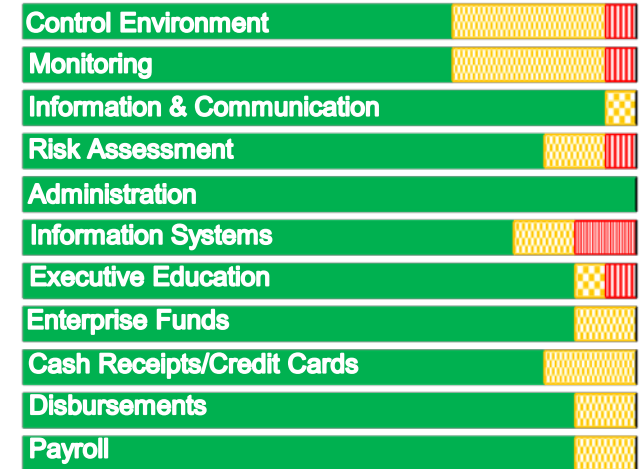 Control Environment
Monitoring
Information & Communication
Risk Assessment
Administration
Information Systems
Executive Education
Enterprise Funds
Cash Receipts/Credit Cards
Disbursements
Payroll